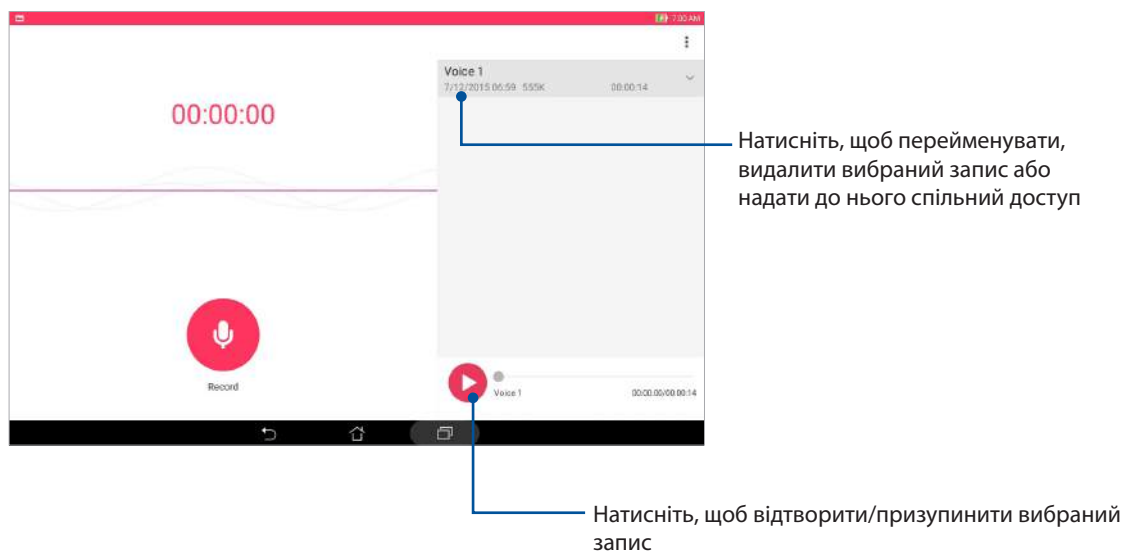 7:00 AM
Voice 1
7/12/2015 06:59 555K 00:00:14
00:00:00
Натисніть, щоб перейменувати,
видалити вибраний запис або
надати до нього спільний доступ
Record
Voice 1 00:00:00/00:00:14
Натисніть, щоб відтворити/призупинити вибраний
запис